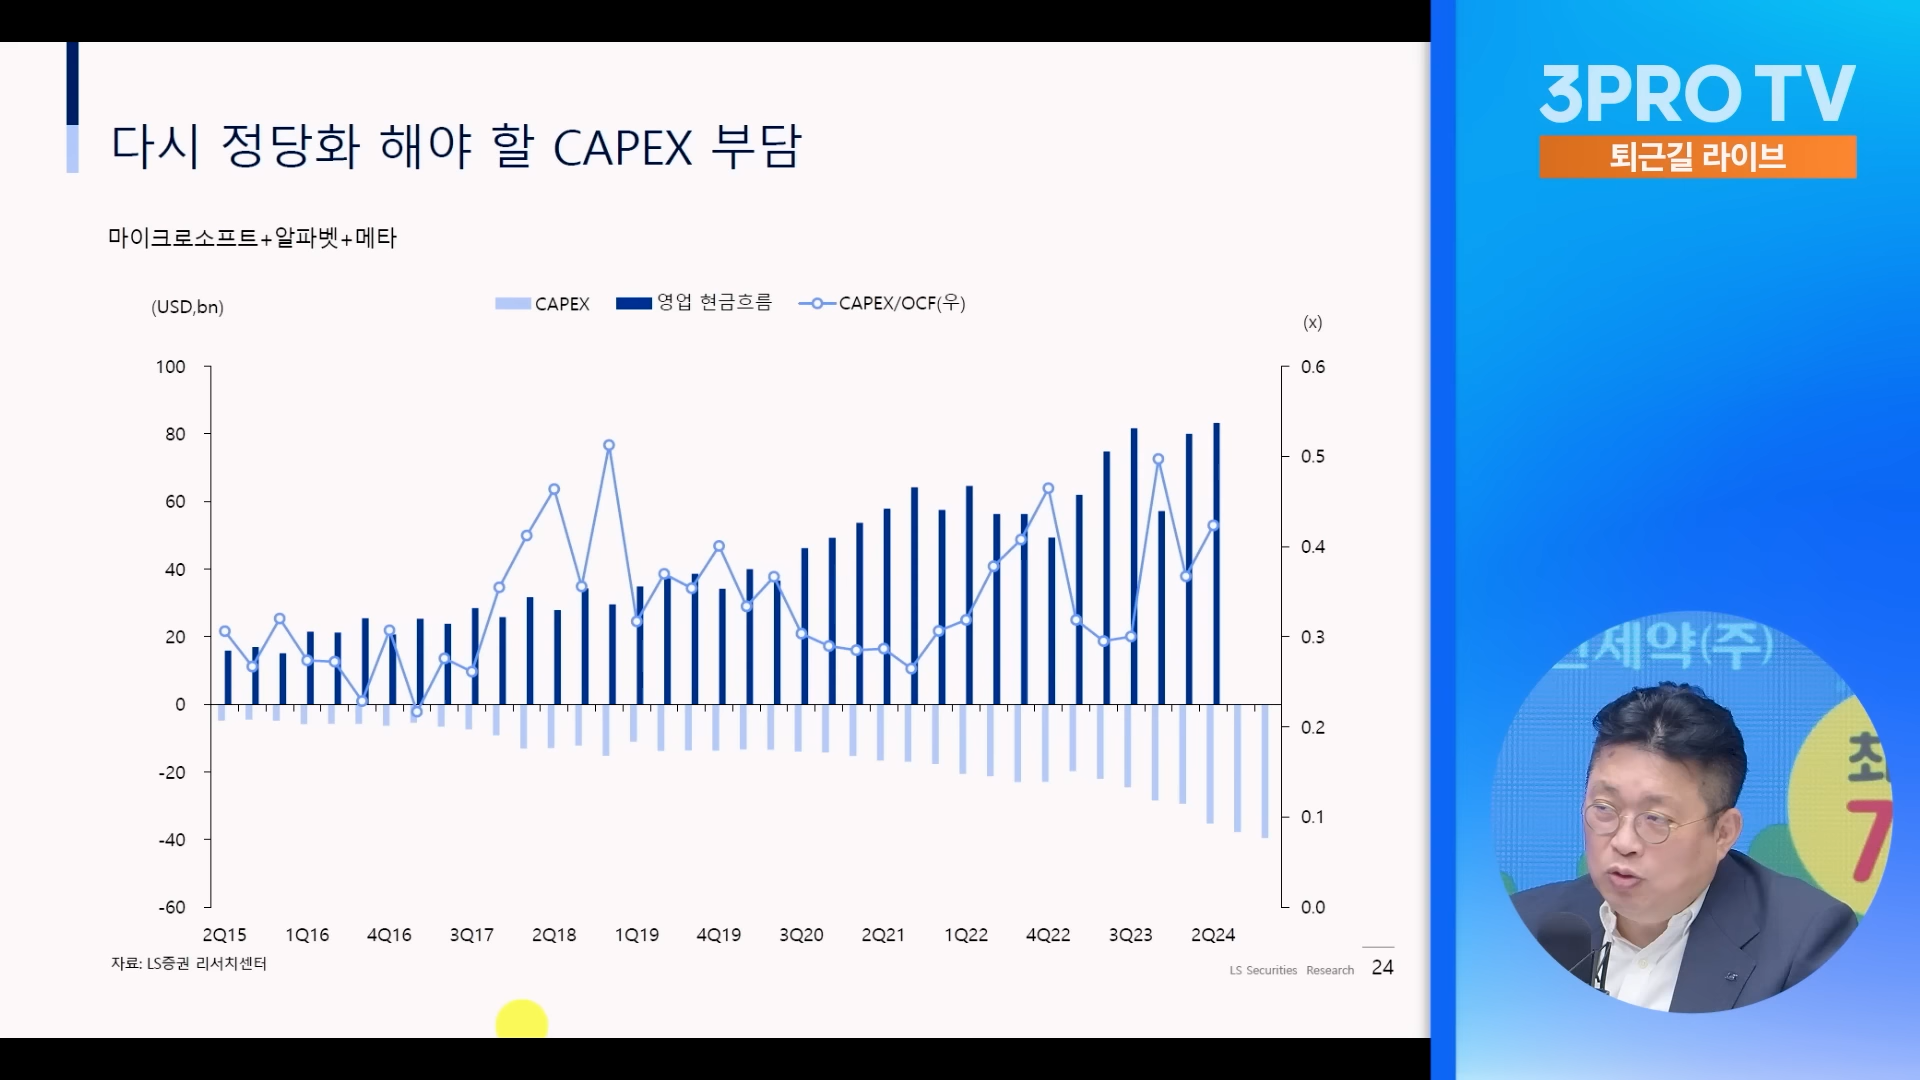 다시 정당화 해야 할 CAPEX 부담
마이크로소프트+알파벳+메타
(USD,bn)
CAPEX 영업 현금흐름 CAPEX/OCF(우)
(x)
100
80
60
40
20
0
-20
-40
-60
0.6
0.5
0.4
0.3
0.2
0.1
0.0
2Q15 1Q16 4Q16 3Q17 2Q18 1Q19 4Q19 3Q20 2Q21 1Q22 4Q22 3Q23 2Q24
자료: LS증권 리서치센터
LS Securities Research 24
3PRO TV
퇴근길 라이브
제약(주)
7